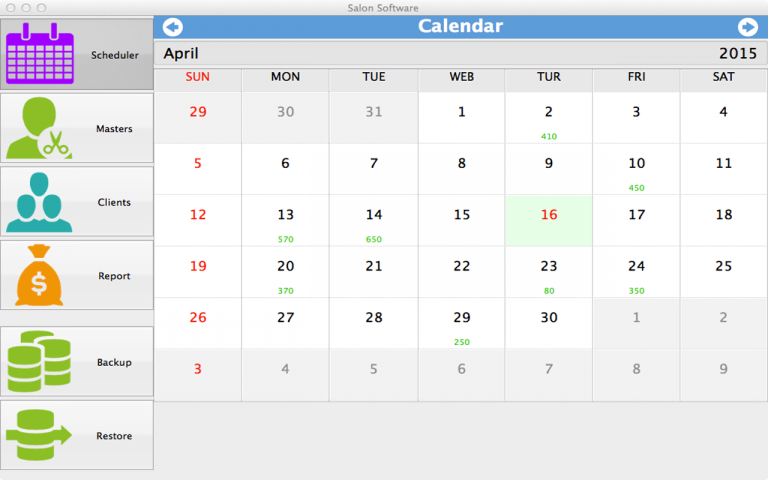 Salon Software
Scheduler
Masters
Clients
$
Report
Backup
Restore
Calendar
April 2015
SUN MON TUE WEB TUR FRI SAT
29 30 31 1 2 3 4
410
5 6 7 8 9 10 11
450
12 13 14 15 16 17 18
570 650
19 20 21 22 23 24 25
370 80 350
26 27 28 29 30 1 2
250
3 4 5 6 7 8 9